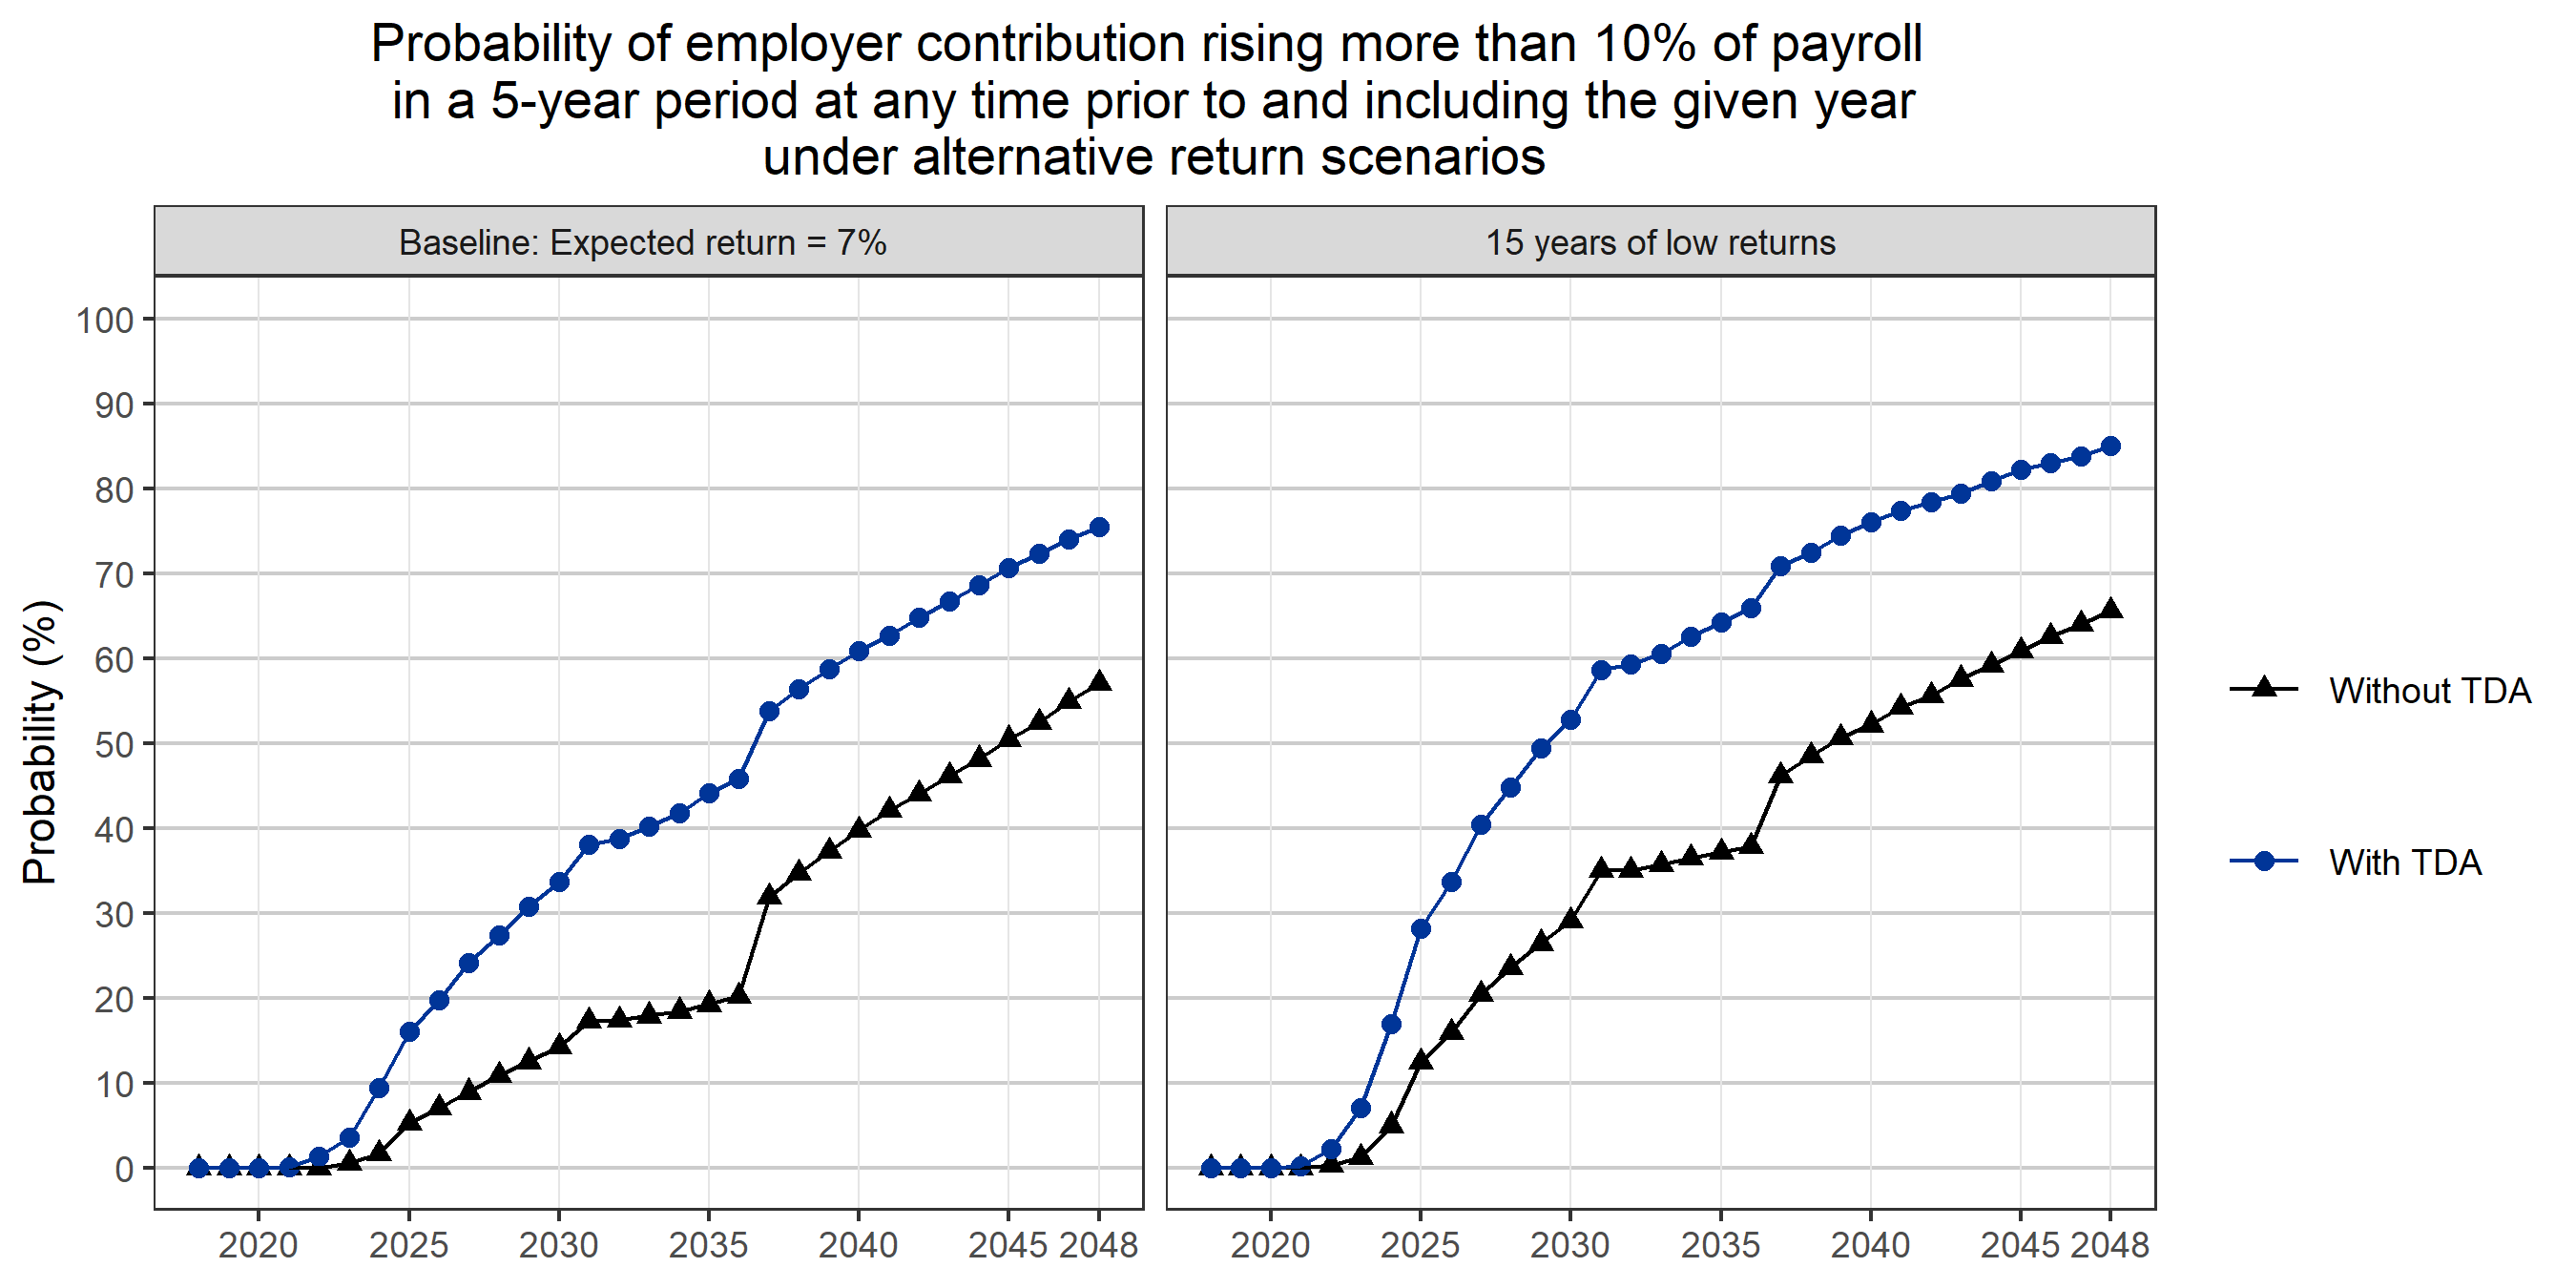 Probability of employer contribution rising more than 10% of payroll
in a 5-year period at any time prior to and including the given year
under alternative return scenarios
Baseline: Expected return = 7%
15 years of low returns
Probability (%)
100
90
80
70
60
50
40
30
20
10
0
2020 2025 2030 2035 2040 2045 2048
2020 2025 2030 2035 2040 2045 2048
Without TDA
With TDA